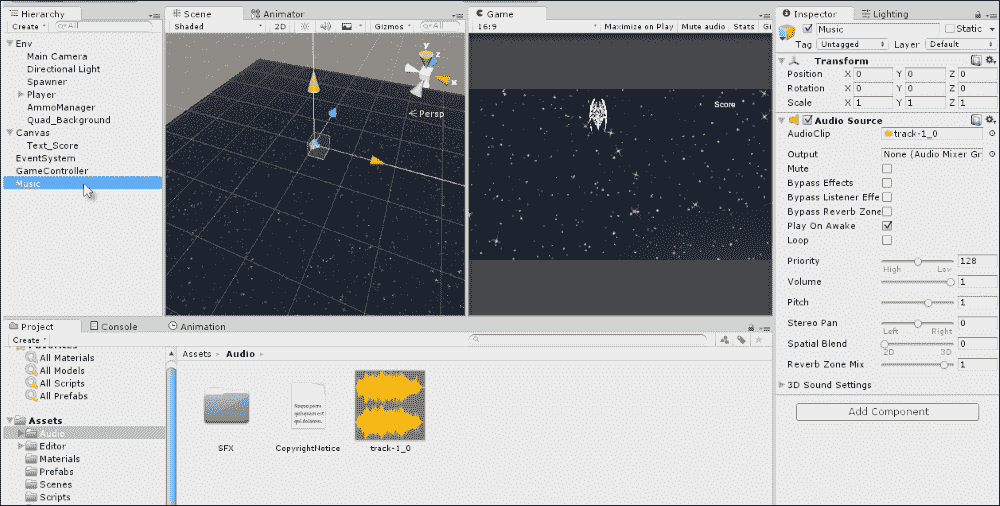 Hierarchy
Create
All
Env
Main Camera
Directional Light
Spawner
Player
AmmoManager
Quad_Background
Canvas
Text_Score
EventSystem
GameController
Music
Scene
Animator
Shaded
2D
Gizmos
All
y
z
x
Persp
Game
16:9
Maximize on Play
Mute audio
Stats
Gi
Score
Inspector
Lighting
Music
Static
Tag
Untagged
Layer
Default
Transform
Position X 0 Y 0 Z 0
Rotation X 0 Y 0 Z 0
Scale X 1 Y 1 Z 1
Audio Source
AudioClip
track-1_0
Output
None (Audio Mixer Gr
Mute
Bypass Effects
Bypass Listener Effe
Bypass Reverb Zone
Play On Awake
Loop
Priority
128
High
Low
Volume
1
Pitch
1
Stereo Pan
0
Left
Right
Spatial Blend
0
2D
3D
Reverb Zone Mix
1
3D Sound Settings
Add Component
Project
Console
Animation
Create
Favorites
All Materials
All Models
All Scripts
All Prefabs
Assets
Audio
Editor
Materials
Prefabs
Scenes
Scripts
Assets
Audio
SFX
CopyrightNotice
track-1_0